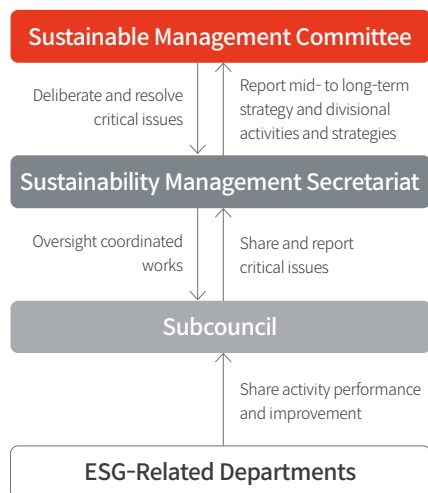 Sustainable Management Committee
Deliberate and resolve
critical issues
Report mid- to long-term
strategy and divisional
activities and strategies
Sustainability Management Secretariat
Oversight coordinated
works
Share and report
critical issues
Subcouncil
Share activity performance
and improvement
ESG-Related Departments